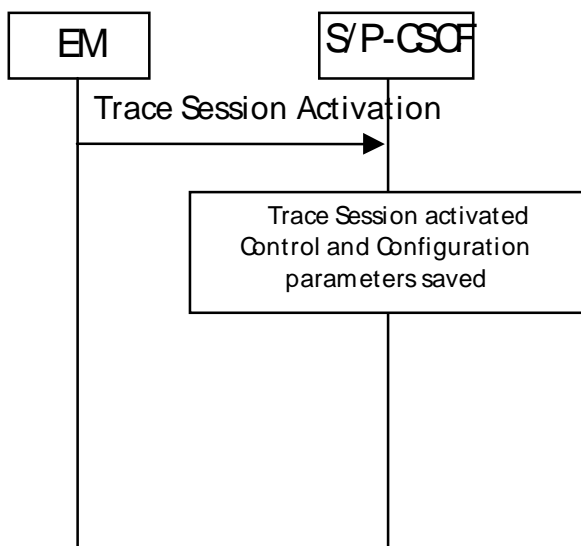 EM
S/P-CSCF
Trace Session Activation
Trace Session activated
Control and Configuration
parameters saved